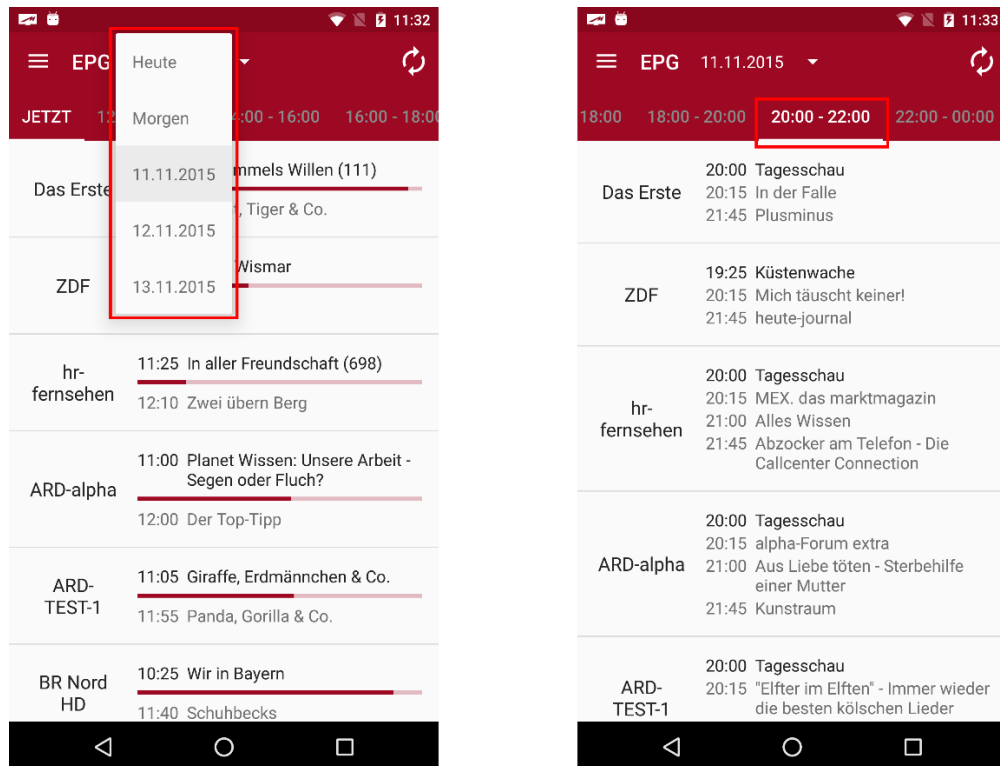 11:32
EPG
Heute
Morgen
11.11.2015
12.11.2015
13.11.2015
JETZT 12 4:00 - 16:00 16:00 - 18:00
Das Erste
mmels Willen (111)
, Tiger & Co.
ZDF
Wismar
hr-
fernsehen
11:25 In aller Freundschaft (698)
12:10 Zwei übern Berg
ARD-alpha
11:00 Planet Wissen: Unsere Arbeit -
Segen oder Fluch?
12:00 Der Top-Tipp
ARD-
TEST-1
11:05 Giraffe, Erdmännchen & Co.
11:55 Panda, Gorilla & Co.
BR Nord
HD
10:25 Wir in Bayern
11:40 Schuhbecks
11:33
EPG 11.11.2015
18:00 18:00 - 20:00 20:00 - 22:00 22:00 - 00:00
Das Erste
20:00 Tagesschau
20:15 In der Falle
21:45 Plusminus
ZDF
19:25 Küstenwache
20:15 Mich täuscht keiner!
21:45 heute-journal
hr-
fernsehen
20:00 Tagesschau
20:15 MEX. das marktmagazin
21:00 Alles Wissen
21:45 Abzocker am Telefon - Die
Callcenter Connection
ARD-alpha
20:00 Tagesschau
20:15 alpha-Forum extra
21:00 Aus Liebe töten - Sterbehilfe
einer Mutter
21:45 Kunstraum
ARD-
TEST-1
20:00 Tagesschau
20:15 "Elfter im Elften" - Immer wieder
die besten kölschen Lieder